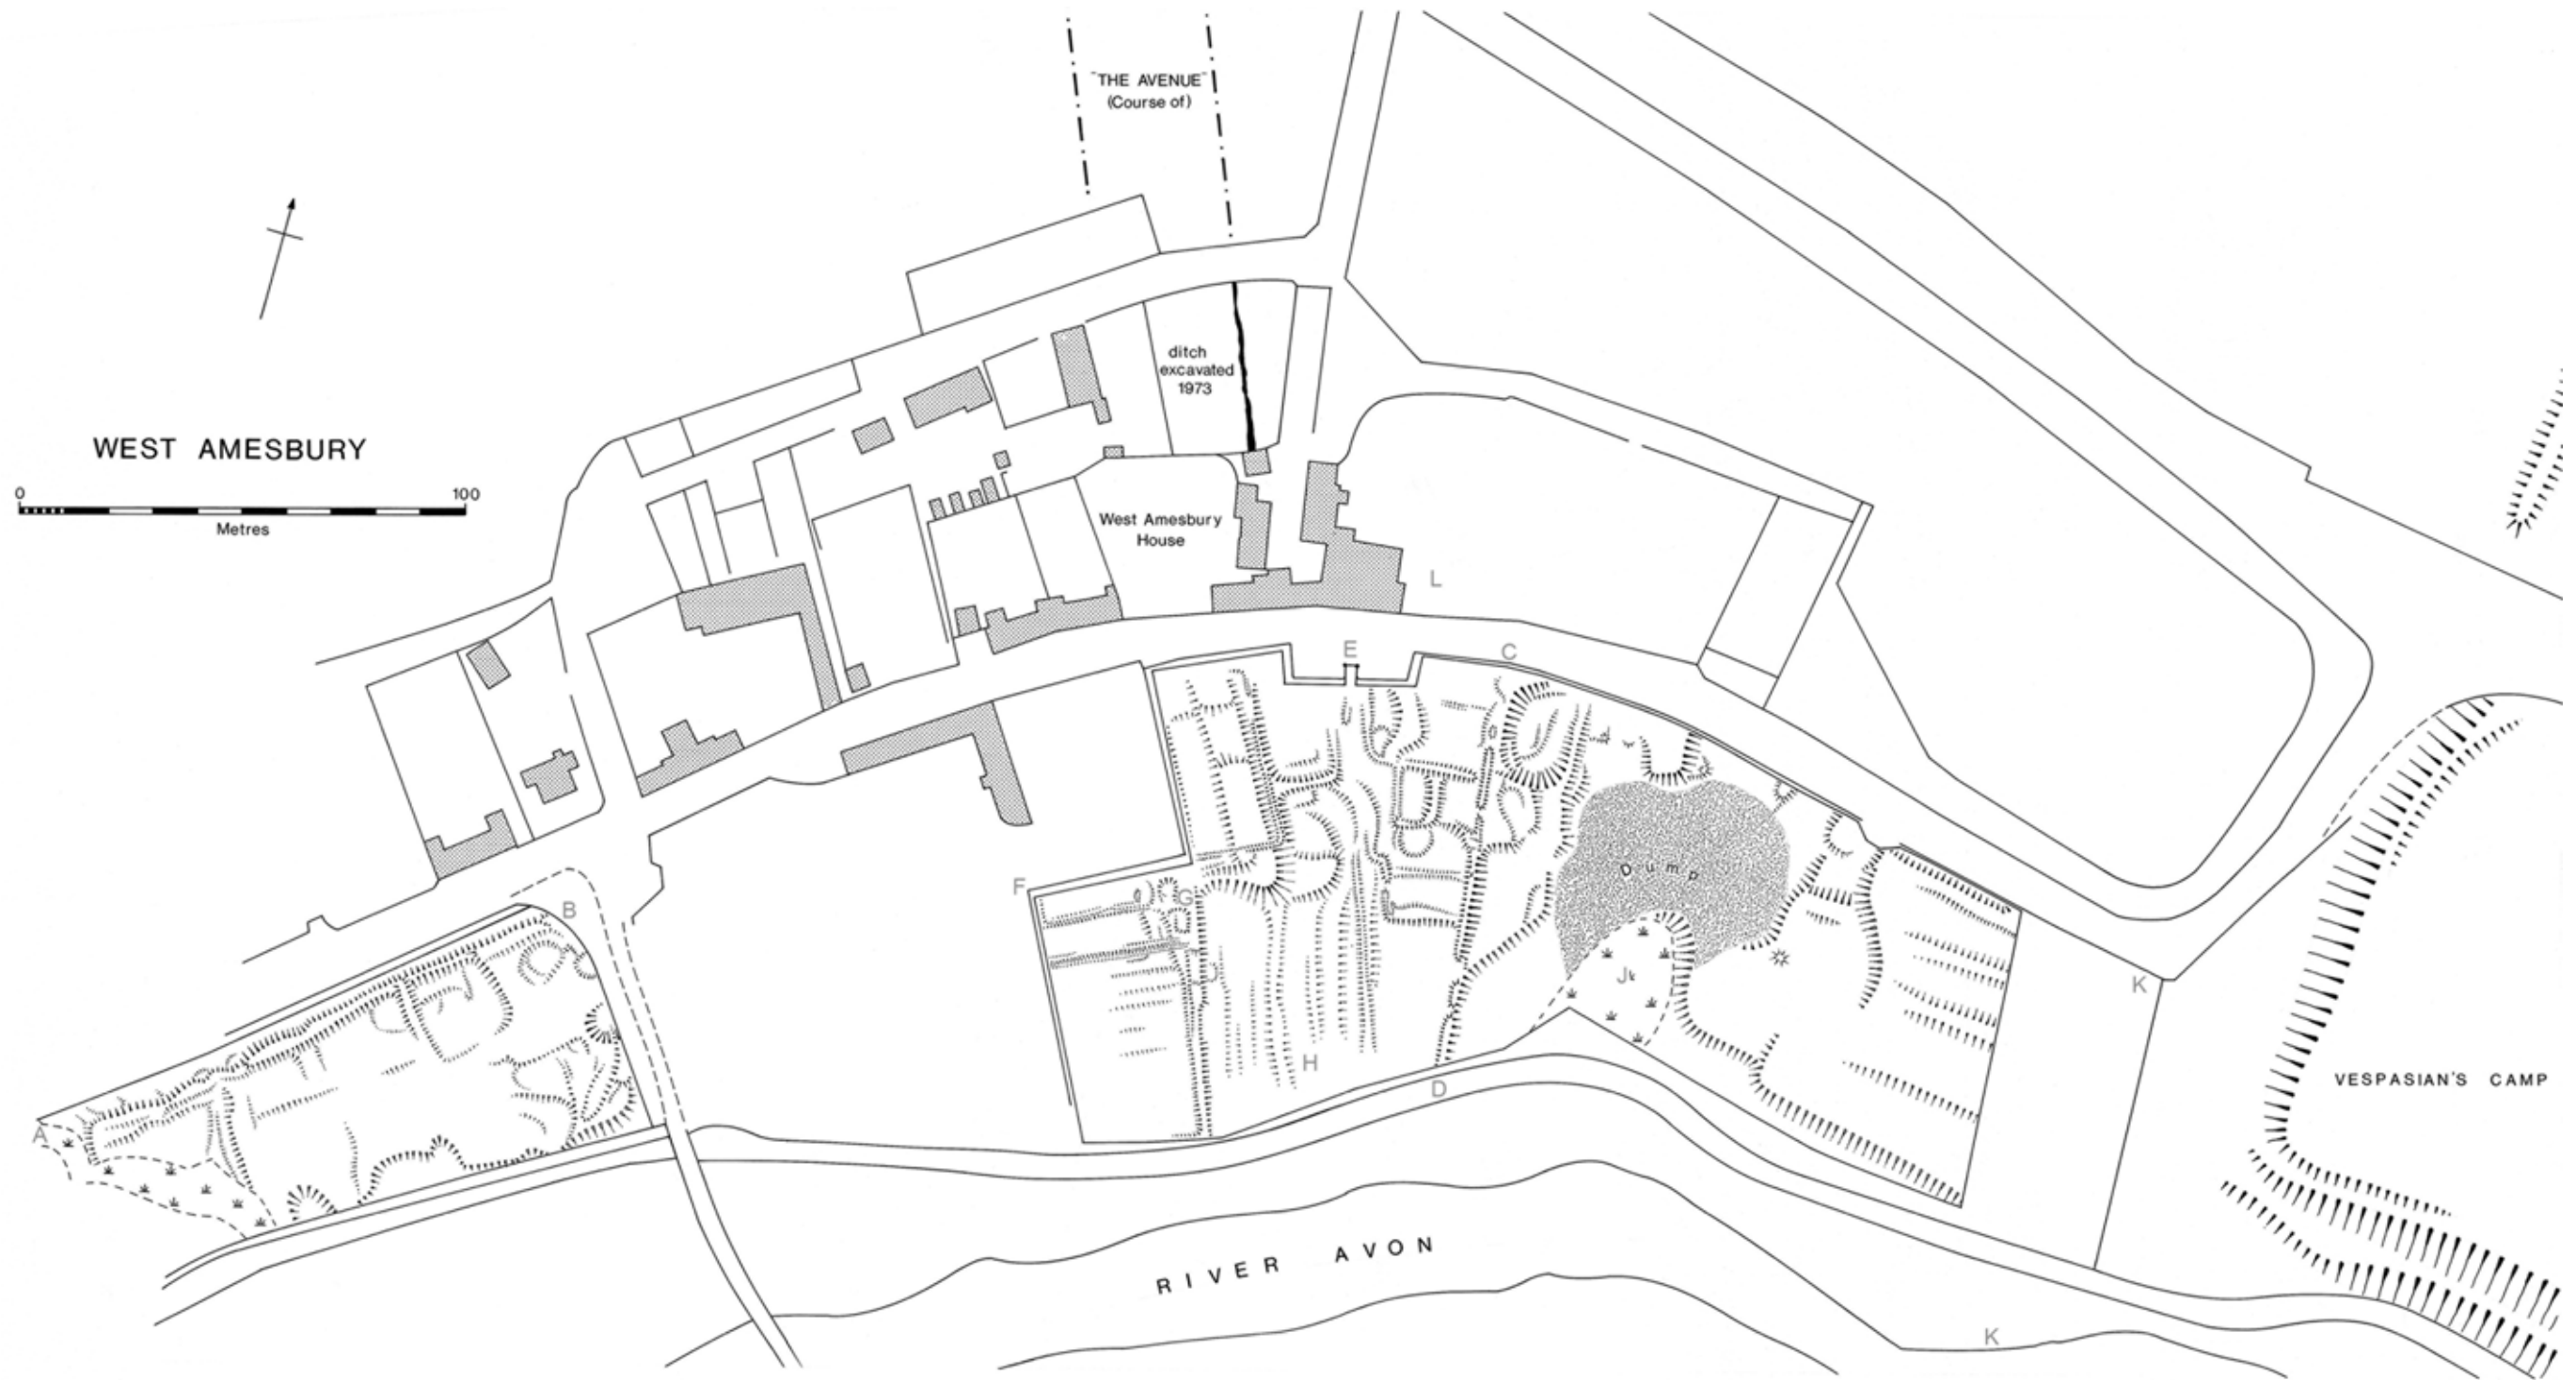 "THE AVENUE"
(Course of)
ditch
excavated
1973
WEST AMESBURY
0 100
Metres
West Amesbury
House
L
E
C
Dump
F
G
B
J
K
H
VESPASIAN'S CAMP
D
A
RIVER AVON
K